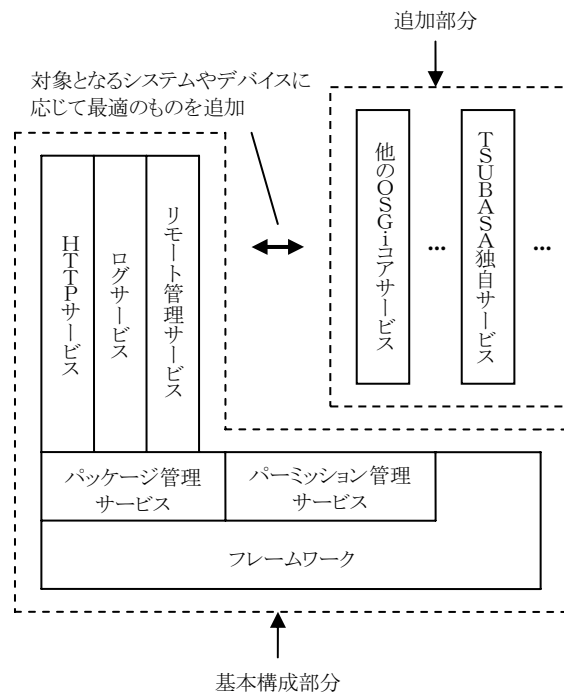 追加部分
対象となるシステムやデバイスに
応じて最適のものを追加
HTTPサービス
ログサービス
リモート管理サービス
他のOSGiコアサービス
…
TSUBASA独自サービス
…
パッケージ管理
サービス
パーミッション管理
サービス
フレームワーク
基本構成部分